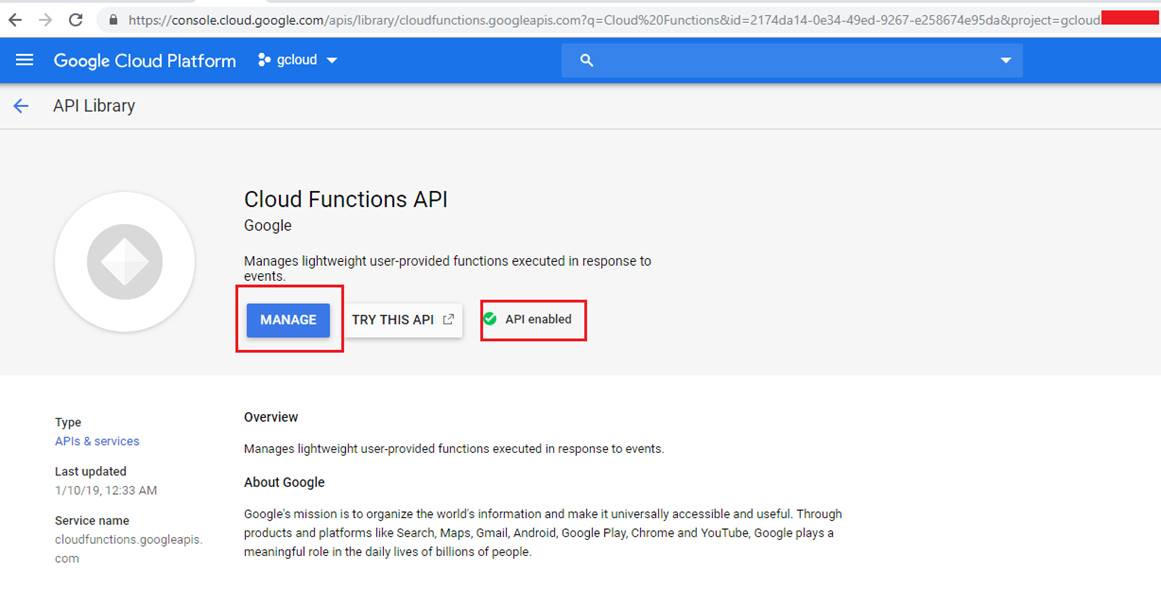 https://console.cloud.google.com/apis/library/cloudfunctions.googleapis.com?q=Cloud%20Functions&id=2174da14-0e34-49ed-9267-e258674e95da&project=gcloud
Google Cloud Platform
gcloud
API Library
Cloud Functions API
Google
Manages lightweight user-provided functions executed in response to
events.
MANAGE
TRY THIS API
API enabled
Type
APIs & services
Last updated
1/10/19, 12:33 AM
Service name
cloudfunctions.googleapis.
com
Overview
Manages lightweight user-provided functions executed in response to events.
About Google
Google's mission is to organize the world's information and make it universally accessible and useful. Through
products and platforms like Search, Maps, Gmail, Android, Google Play, Chrome and YouTube, Google plays a
meaningful role in the daily lives of billions of people.